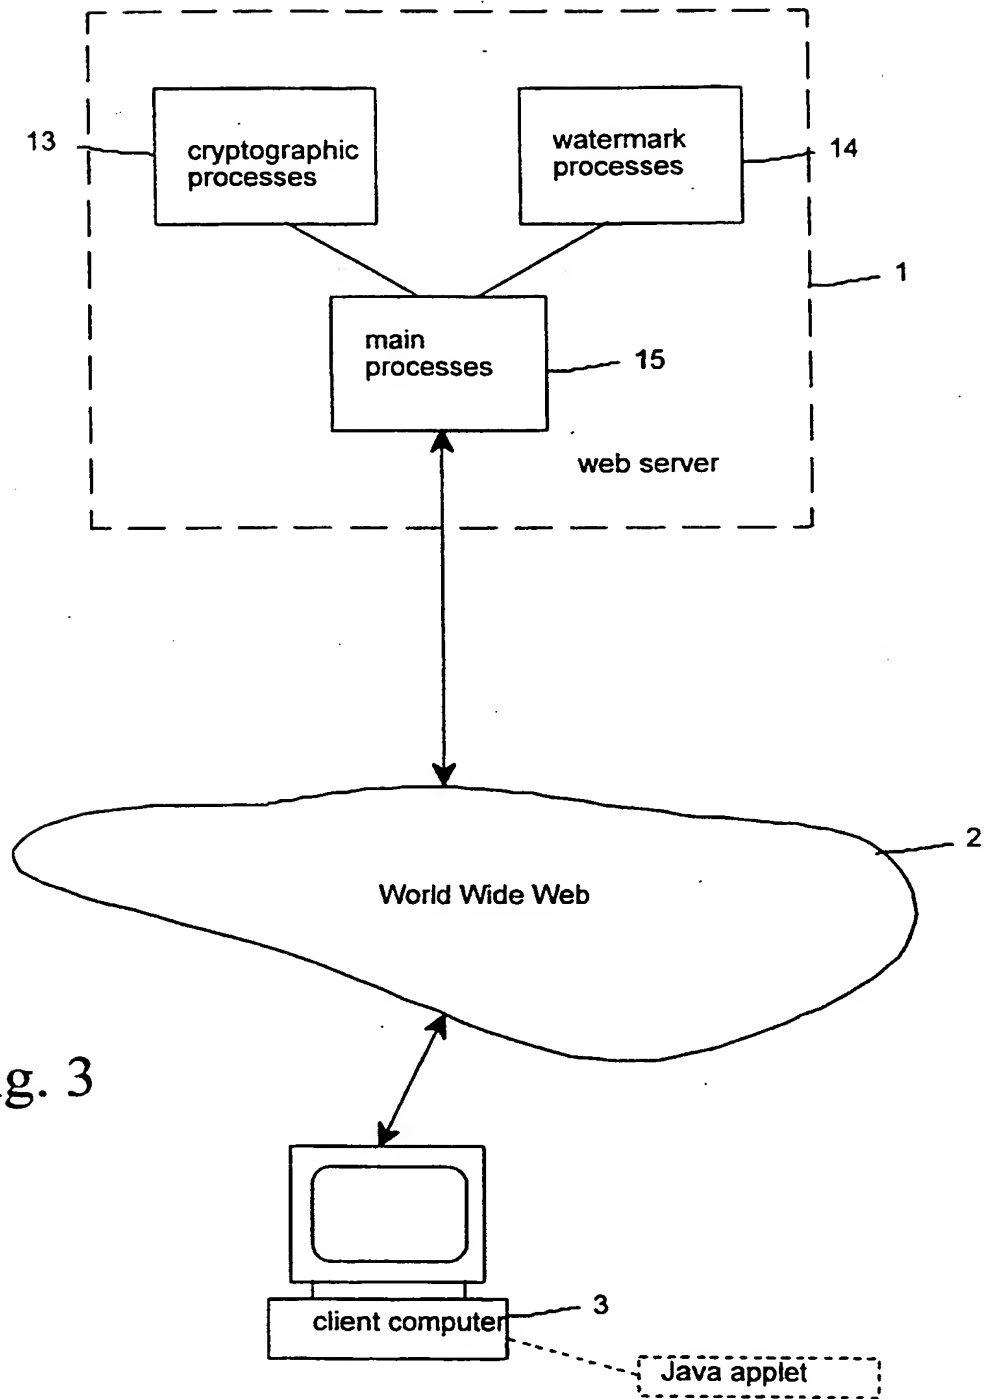 13
cryptographic
processes
watermark
processes
14
1
main
processes
15
web server
2
World Wide Web
g. 3
client computer
3
Java applet